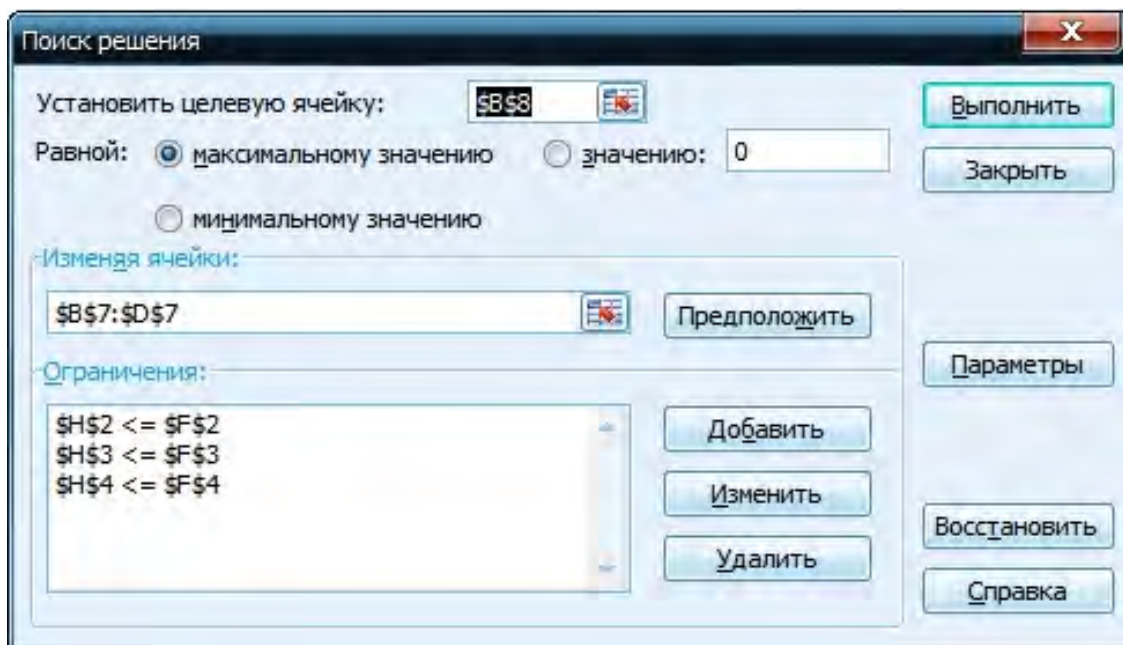 Поиск решения
X
Установить целевую ячейку: $B$8
Выполнить
Равной: максимальному значению значению: 0
Закрыть
минимальному значению
Изменяя ячейки:
$B$7:$D$7
Предположить
Параметры
Ограничения:
$H$2 <= $F$2
$H$3 <= $F$3
$H$4 <= $F$4
Добавить
Изменить
Удалить
Восстановить
Справка